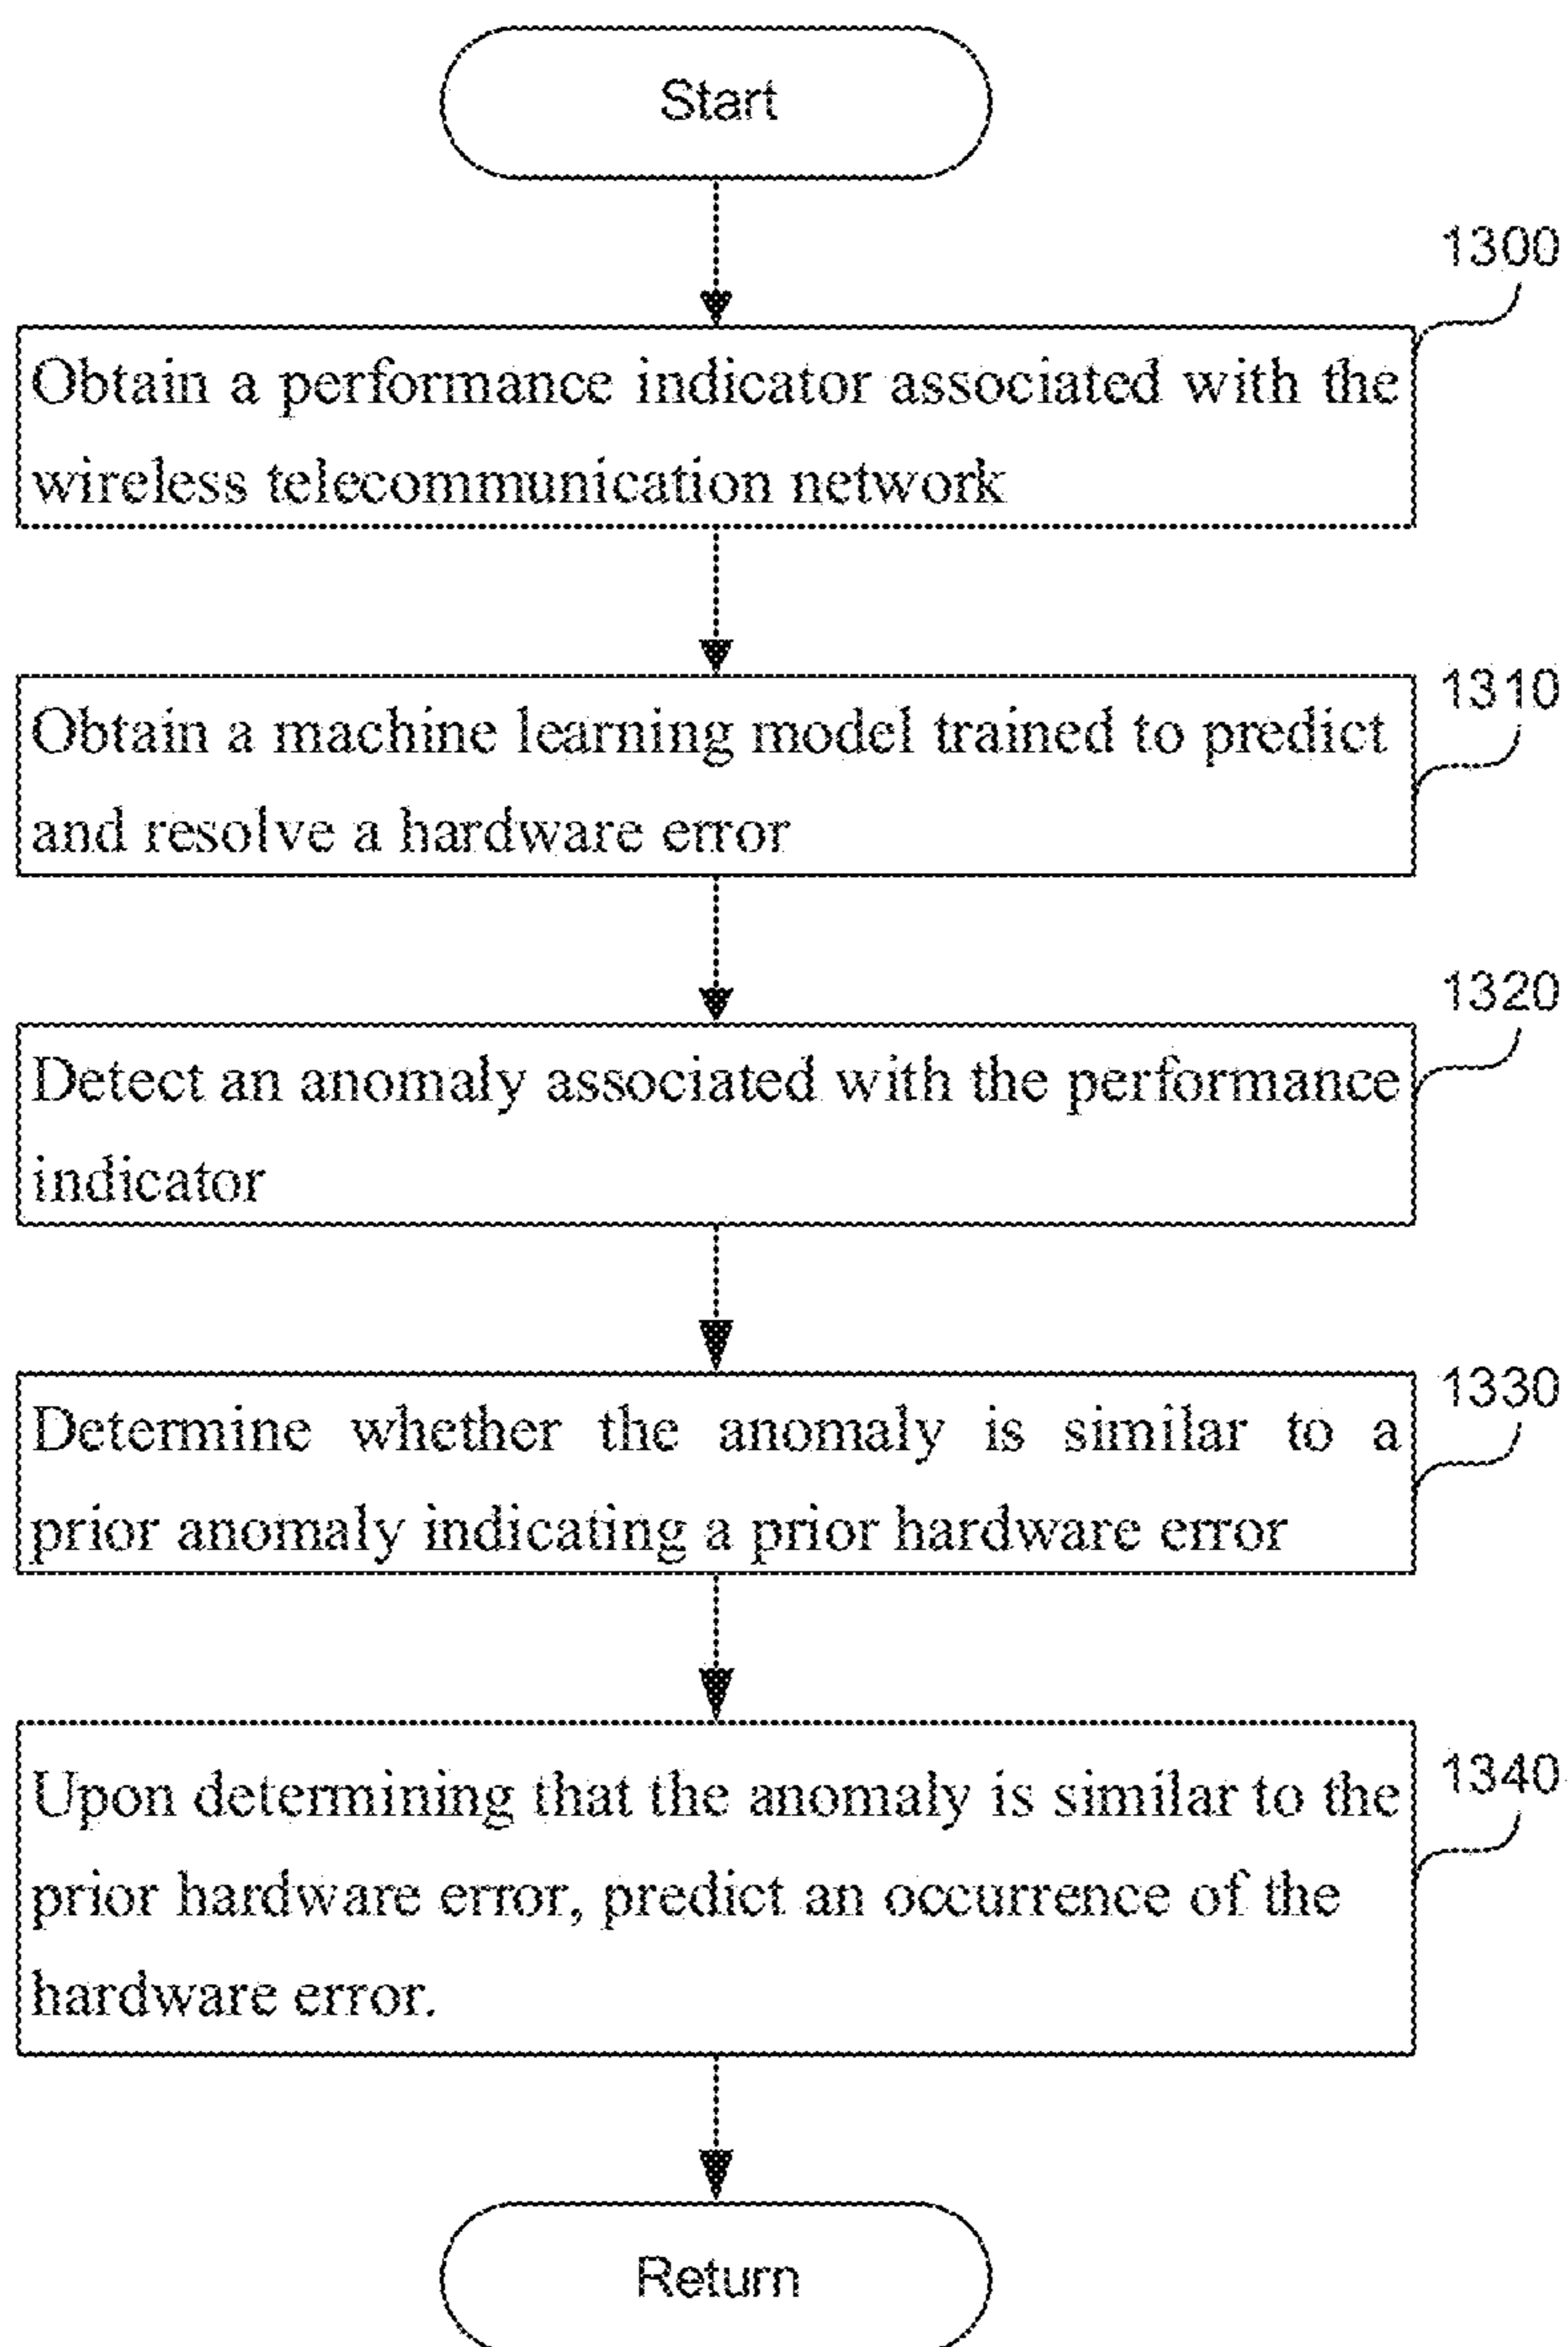 Start
1300
Obtain a performance indicator associated with the
wireless telecommunication network
1310
Obtain a machine learning model trained to predict
and resolve a hardware error
1320
Detect an anomaly associated with the performance
indicator
1330
Determine whether the anomaly is similar to a
prior anomaly indicating a prior hardware error
1340
Upon determining that the anomaly is similar to the
prior hardware error, predict an occurrence of the
hardware error.
Return